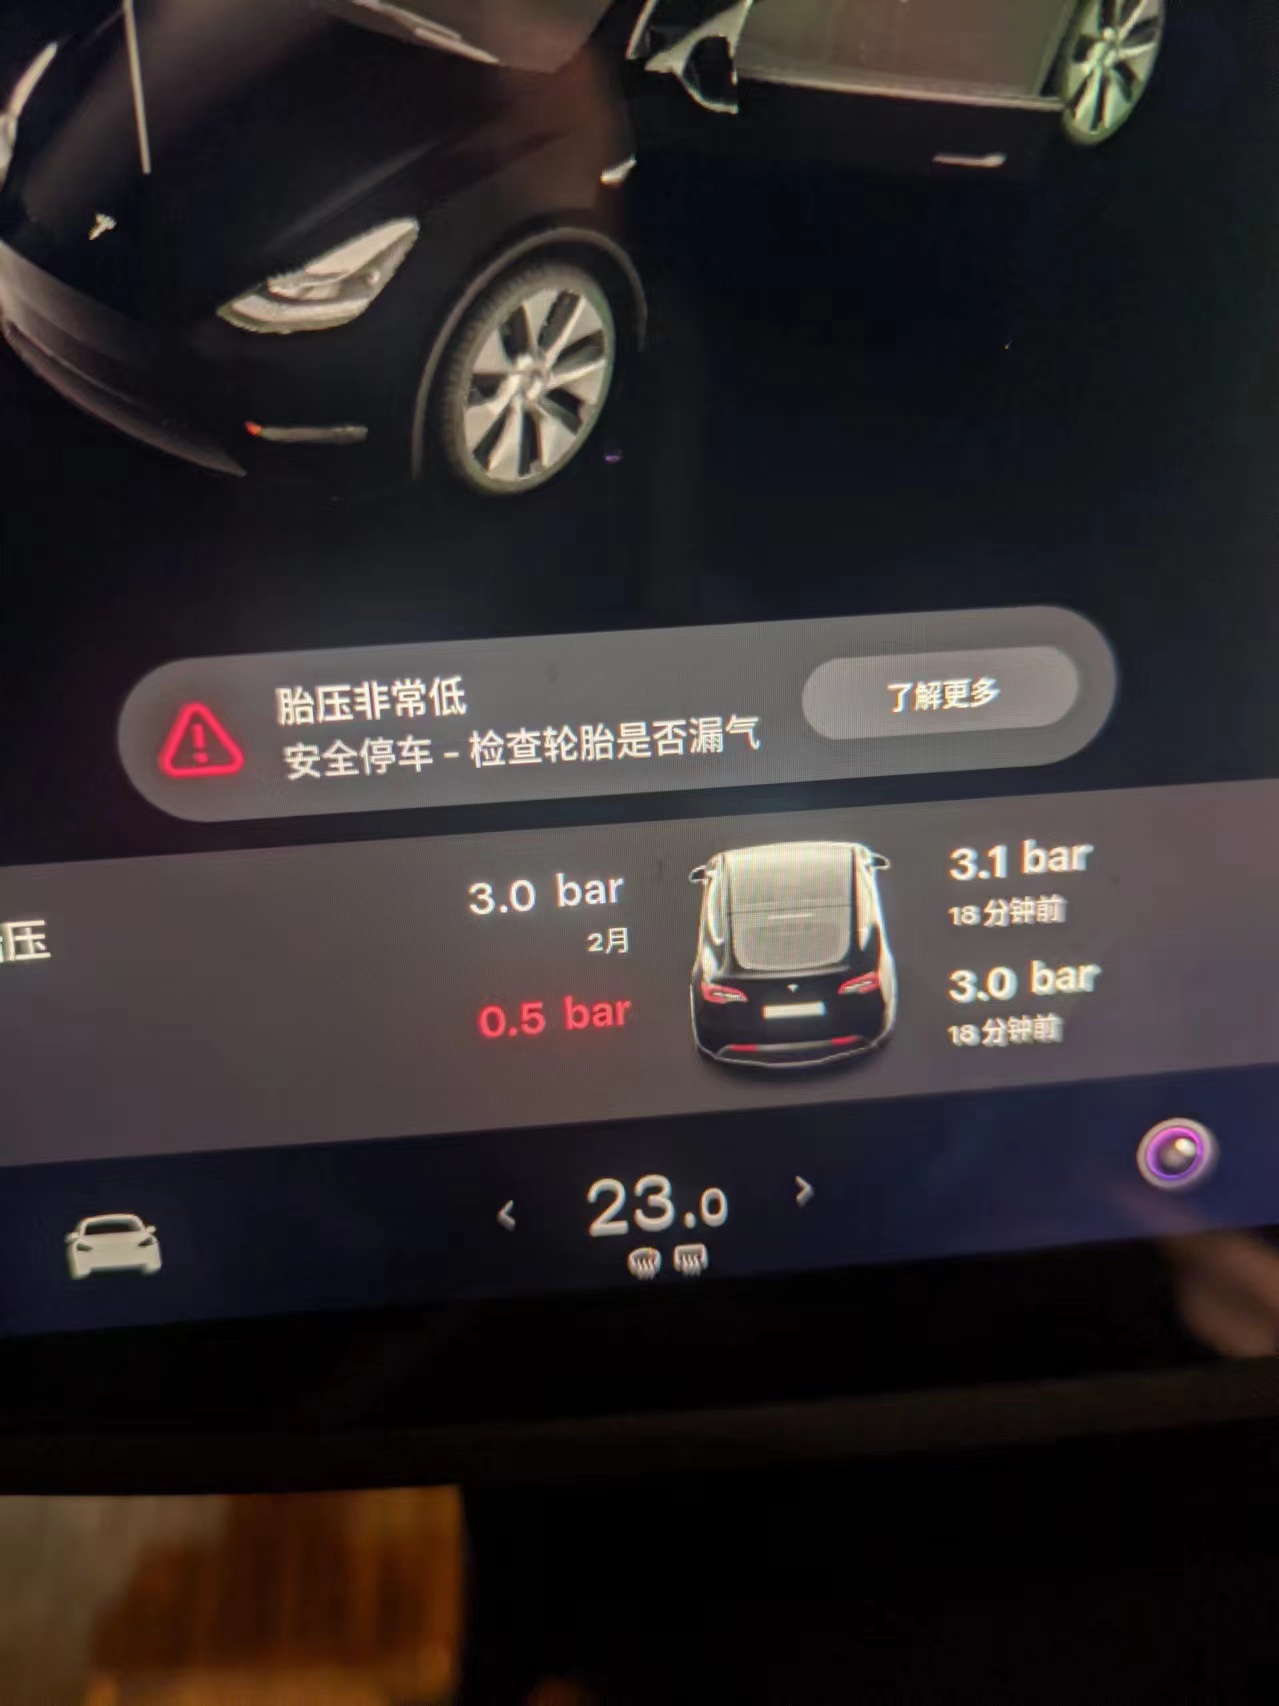 胎压非常低
安全停车 - 检查轮胎是否漏气
了解更多
胎压
3.0 bar
2月
0.5 bar
3.1 bar
18 分钟前
3.0 bar
18 分钟前
23.0